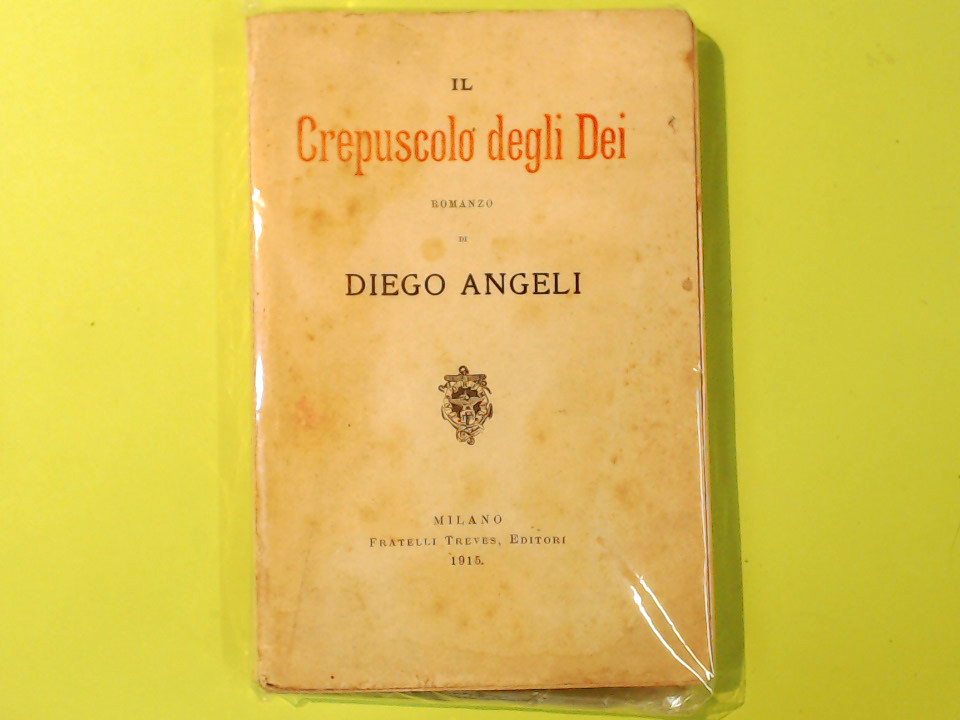 IL
Crepuscolo degli Dei
ROMANZO
DI
DIEGO ANGELI
MILANO
FRATELLI TREVES, EDITORI
1915.